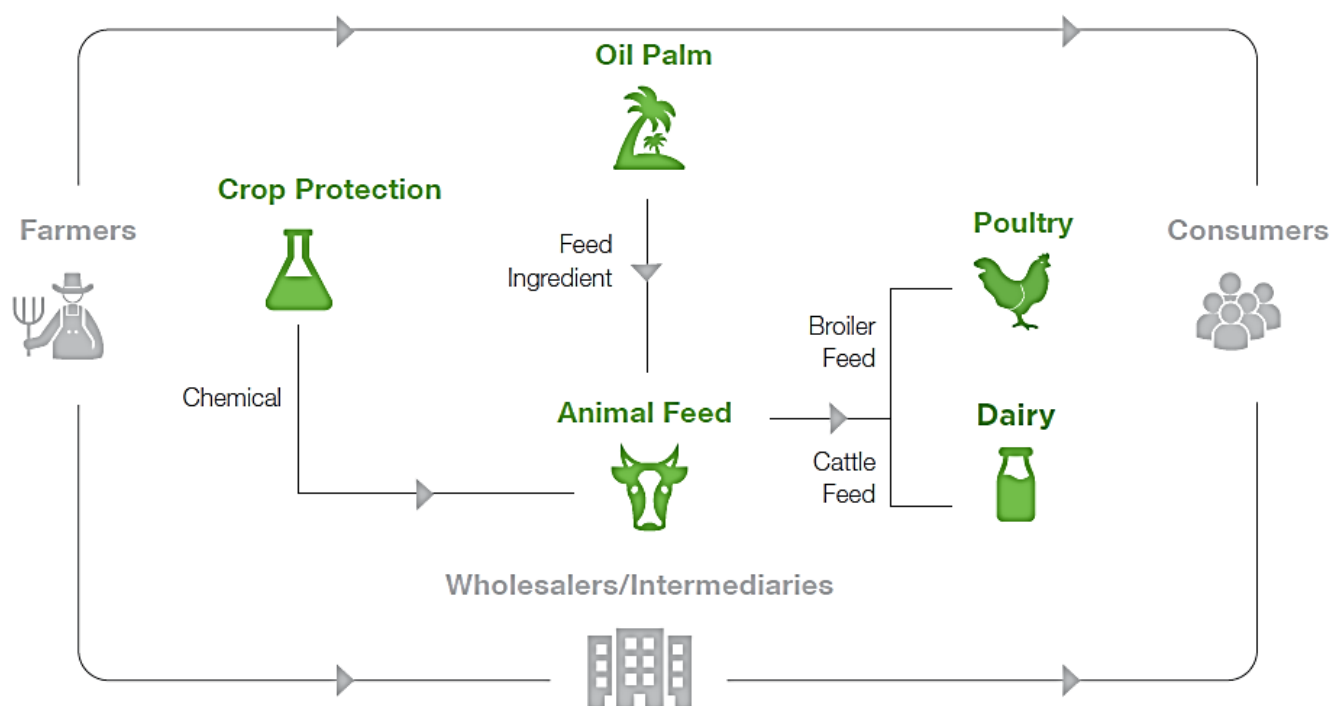 Oil Palm
Crop Protection
Farmers
Feed
Ingredient
Poultry
Consumers
Broiler
Feed
Chemical
Animal Feed
Dairy
Cattle
Feed
Wholesalers/Intermediaries